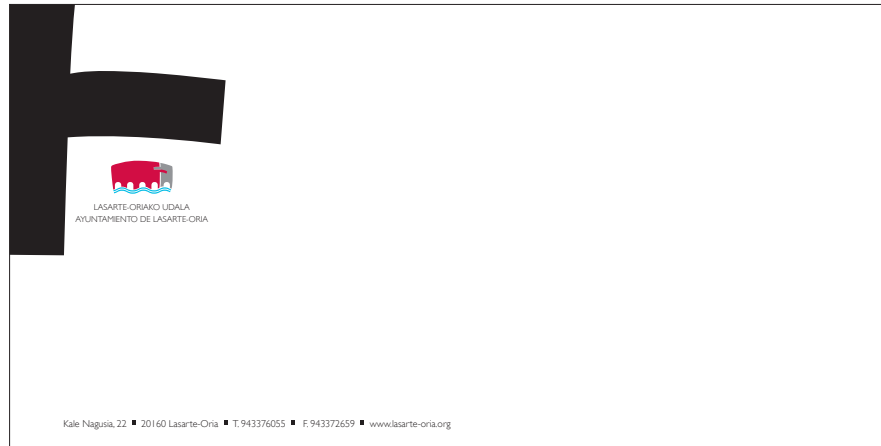 LASARTE-ORIAKO UDALA
AYUNTAMIENTO DE LASARTE-ORIA
Kale Nagusia, 22 ▪ 20160 Lasarte-Oria ▪ T. 943376055 ▪ F. 943372659 ▪ www.lasarte-oria.org